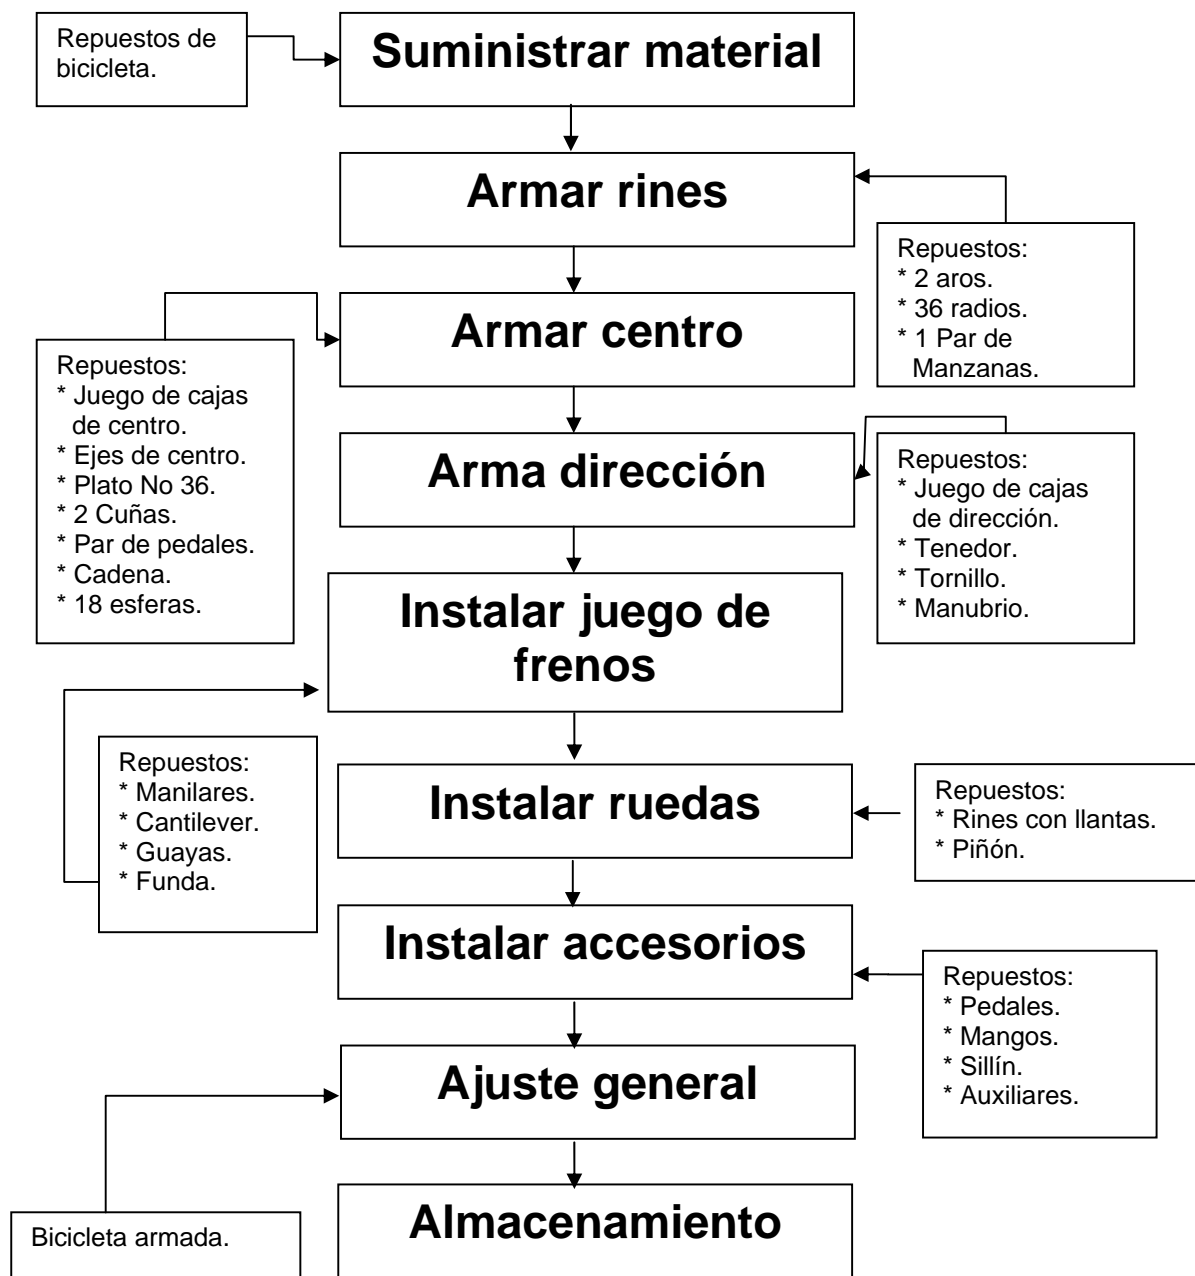 Repuestos de
bicicleta.
Suministrar material
Armar rines
Repuestos:
* 2 aros.
* 36 radios.
* 1 Par de
Manzanas.
Armar centro
Repuestos:
* Juego de cajas
de centro.
* Ejes de centro.
* Plato No 36.
* 2 Cuñas.
* Par de pedales.
* Cadena.
* 18 esferas.
Arma dirección
Repuestos:
* Juego de cajas
de dirección.
* Tenedor.
* Tornillo.
* Manubrio.
Instalar juego de
frenos
Repuestos:
* Manilares.
* Cantilever.
* Guayas.
* Funda.
Instalar ruedas
Repuestos:
* Rines con llantas.
* Piñón.
Instalar accesorios
Repuestos:
* Pedales.
* Mangos.
* Sillín.
* Auxiliares.
Ajuste general
Bicicleta armada.
Almacenamiento